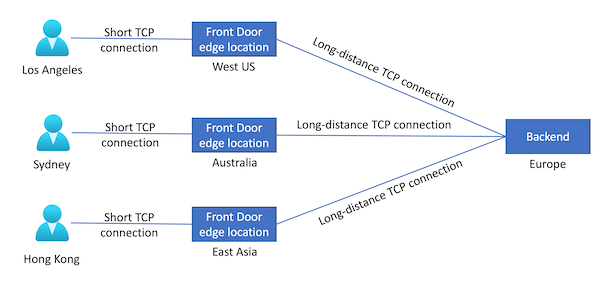 Short TCP
connection
Front Door
edge location
Los Angeles
West US
Long-distance TCP connection
Short TCP
connection
Front Door
edge location
Long-distance TCP connection
Backend
Sydney
Australia
Europe
Short TCP
connection
Front Door
edge location
Long-distance TCP connection
Hong Kong
East Asia